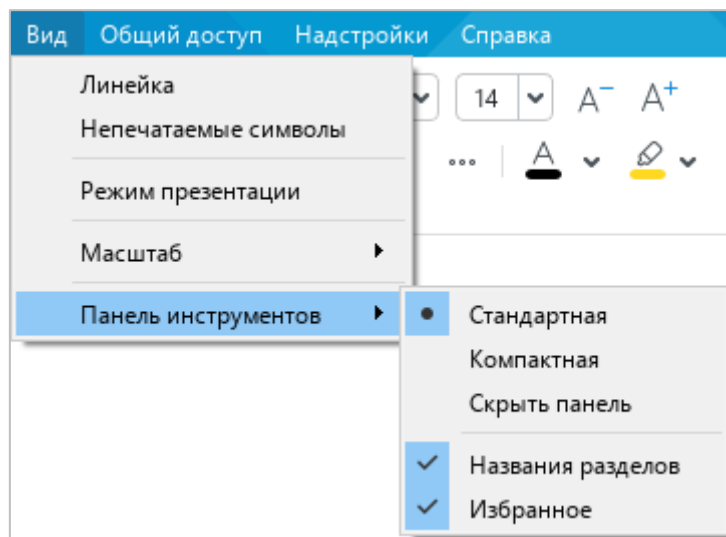 Вид Общий доступ Надстройки Справка
Линейка
Непечатаемые символы
Режим презентации
Масштаб
Панель инструментов
14 A⁻ A⁺
A
Стандартная
Компактная
Скрыть панель
Названия разделов
Избранное